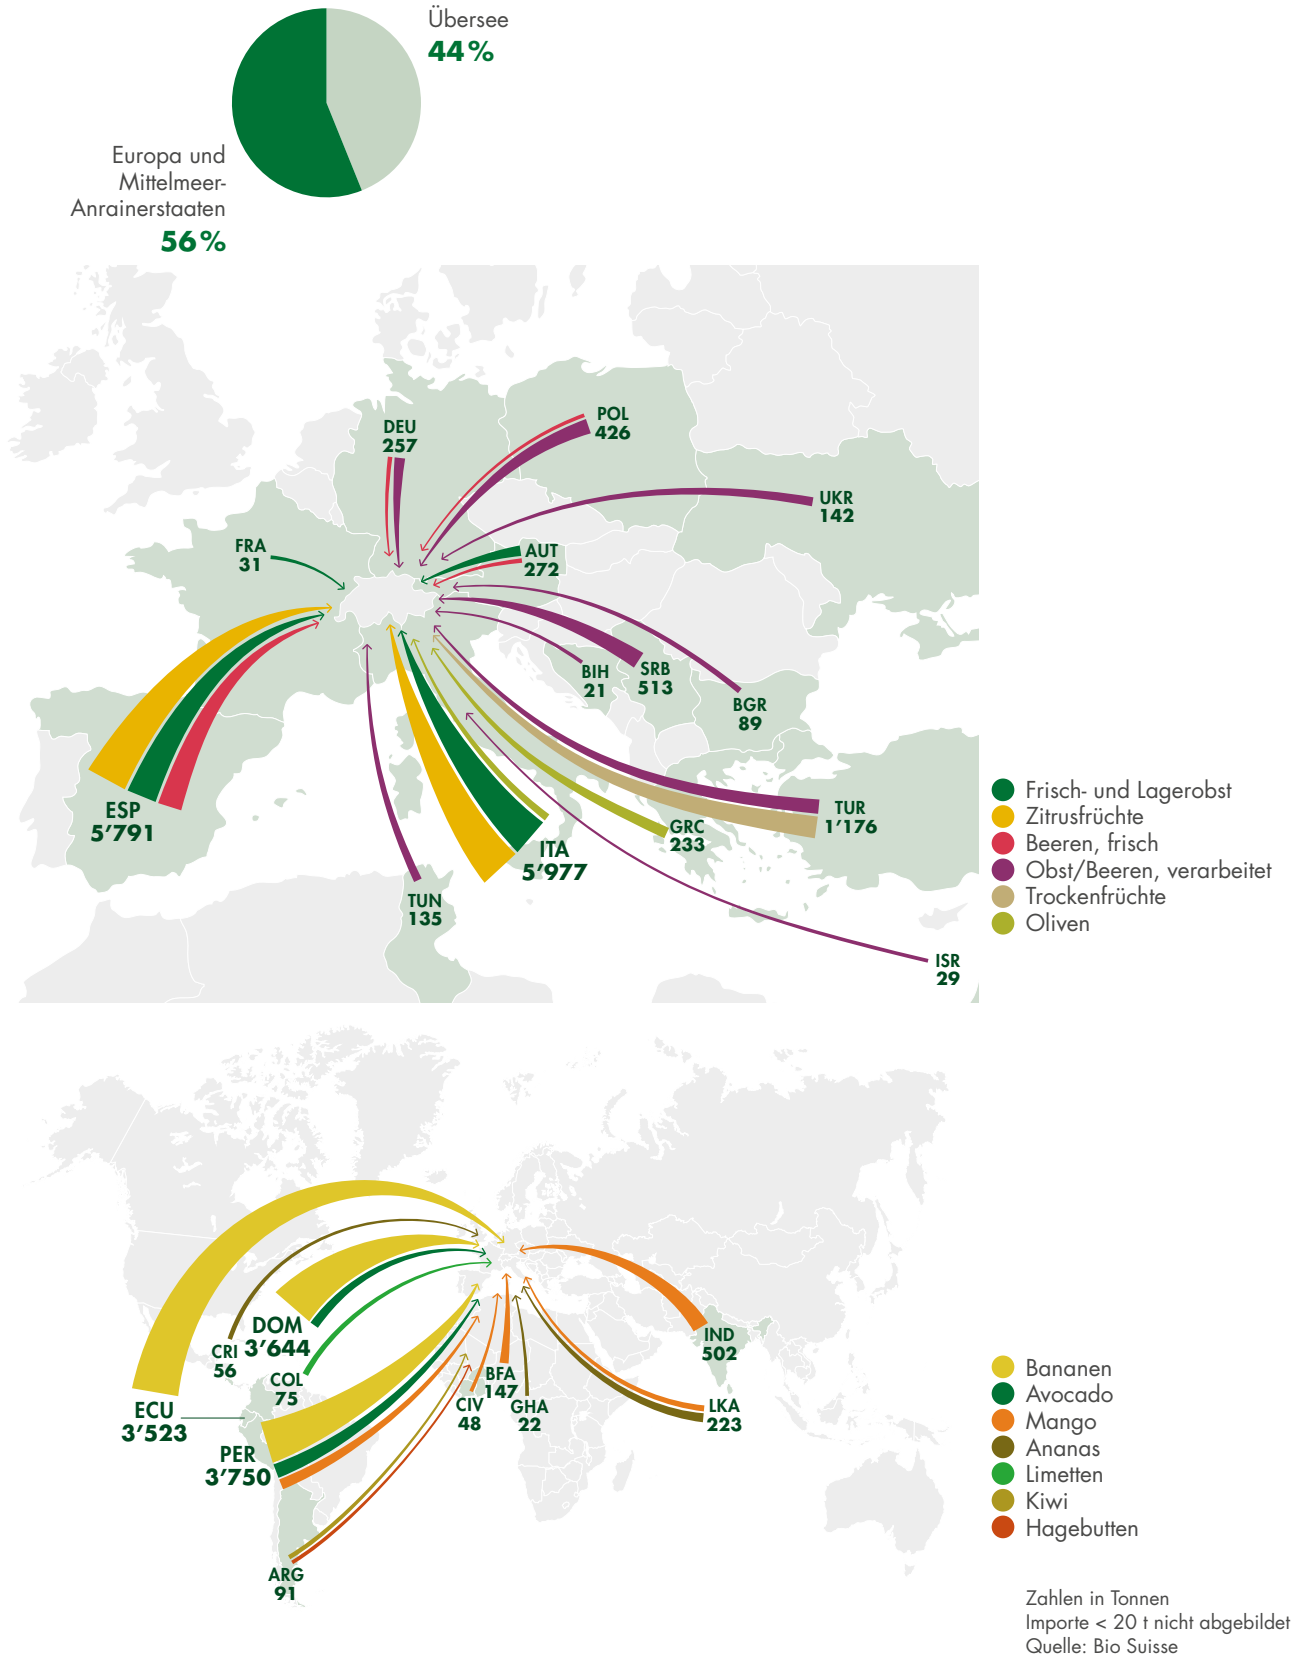 Übersee
44%
Europa und
Mittelmeer-
Anrainerstaaten
56%
DEU
257
POL
426
UKR
142
FRA
31
AUT
272
BIH
21
SRB
513
BGR
89
ESP
5’791
ITA
5’977
GRC
233
TUR
1’176
TUN
135
ISR
29
Frisch- und Lagerobst
Zitrusfrüchte
Beeren, frisch
Obst/Beeren, verarbeitet
Trockenfrüchte
Oliven
DOM
3’644
CRI
56
COL
75
ECU
3’523
PER
3’750
BFA
147
CIV
48
GHA
22
IND
502
LKA
223
ARG
91
Bananen
Avocado
Mango
Ananas
Limetten
Kiwi
Hagebutten
Zahlen in Tonnen
Importe < 20 t nicht abgebildet
Quelle: Bio Suisse